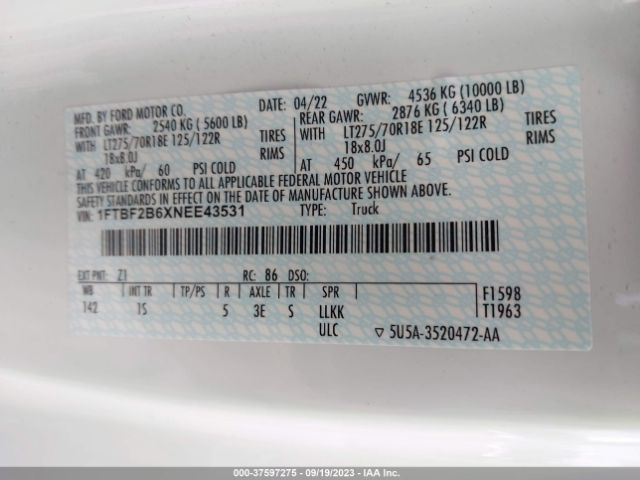 MFD. BY FORD MOTOR CO. DATE: 04/22 GVWR: 4536 KG (10000 LB)
FRONT GAWR: 2540 KG ( 5600 LB) REAR GAWR: 2876 KG ( 6340 LB)
WITH LT275/70R18E 125/122R TIRES WITH LT275/70R18E 125/122R TIRES
18x8.0J RIMS 18x8.0J RIMS
AT 420 kPa/ 60 PSI COLD AT 450 kPa/ 65 PSI COLD
THIS VEHICLE CONFORMS TO ALL APPLICABLE FEDERAL MOTOR VEHICLE
SAFETY STANDARDS IN EFFECT ON THE DATE OF MANUFACTURE SHOWN ABOVE.
VIN: 1FTBF2B6XNEE43531 TYPE: Truck
EXT PNT: Z1 RC: 86 DSO:
WB INT TR TP/PS R AXLE TR SPR F1598
142 1S 5 3E S LLKK T1963
ULC ▽ 5U5A-3520472-AA
000-37597275 - 09/19/2023 - IAAI.COM